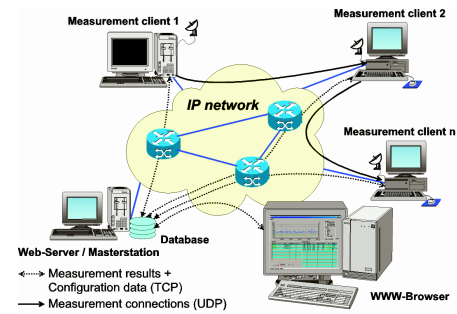 Measurement client 1
Measurement client 2
IP network
Measurement client n
Database
Web-Server / Masterstation
Measurement results +
Configuration data (TCP)
Measurement connections (UDP)
WWW-Browser